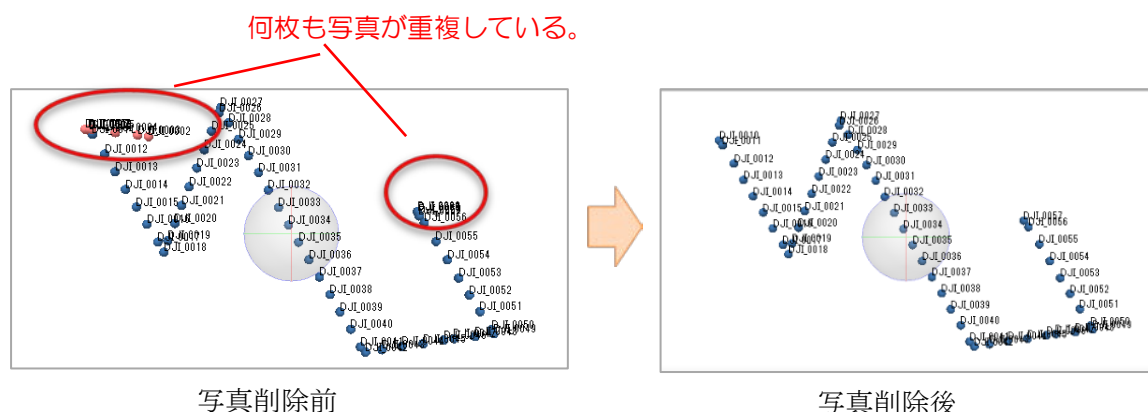 何枚も写真が重複している。
DJI_0027
DJI_0026
DJI_0028
DJI_0002
DJI_0025
DJI_0029
DJI_0012
DJI_0024
DJI_0030
DJI_0013
DJI_0023
DJI_0031
DJI_0014
DJI_0022
DJI_0032
DJI_0015
DJI_0021
DJI_0033
DJI_0020
DJI_0034
DJI_0056
DJI_0019
DJI_0018
DJI_0035
DJI_0055
DJI_0036
DJI_0054
DJI_0037
DJI_0053
DJI_0038
DJI_0052
DJI_0039
DJI_0051
DJI_0040
DJI_0050
写真削除前
DJI_0027
DJI_0026
DJI_0028
DJI_0010
DJI_0011
DJI_0025
DJI_0029
DJI_0012
DJI_0024
DJI_0030
DJI_0013
DJI_0023
DJI_0031
DJI_0014
DJI_0022
DJI_0032
DJI_0015
DJI_0021
DJI_0033
DJI_0057
DJI_0056
DJI_0020
DJI_0034
DJI_0019
DJI_0018
DJI_0035
DJI_0055
DJI_0036
DJI_0054
DJI_0037
DJI_0053
DJI_0038
DJI_0052
DJI_0039
DJI_0051
DJI_0040
DJI_0050
写真削除後